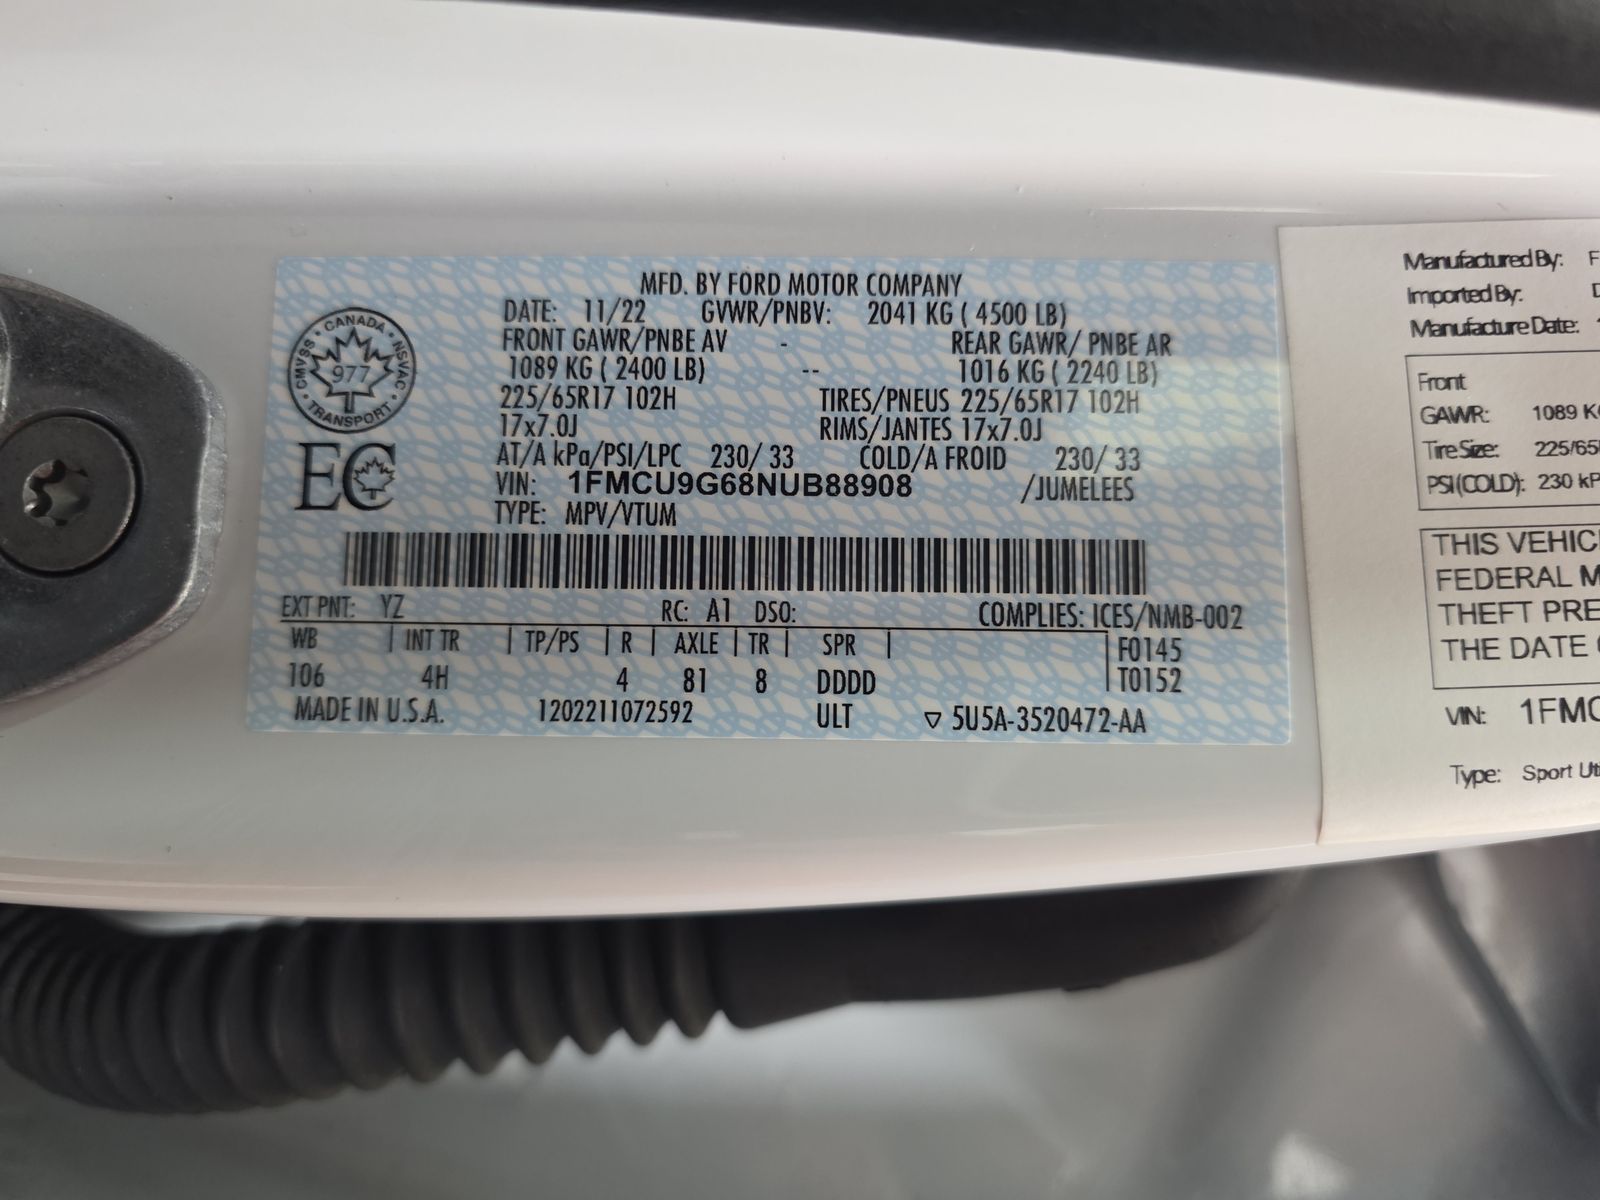 MFD. BY FORD MOTOR COMPANY
DATE: 11/22 GVWR/PNBV: 2041 KG ( 4500 LB)
FRONT GAWR/PNBE AV - REAR GAWR/ PNBE AR
1089 KG ( 2400 LB) -- 1016 KG ( 2240 LB)
225/65R17 102H TIRES/PNEUS 225/65R17 102H
17x7.0J RIMS/JANTES 17x7.0J
AT/A kPa/PSI/LPC 230/ 33 COLD/A FROID 230/ 33
VIN: 1FMCU9G68NUB88908 /JUMELEES
TYPE: MPV/VTUM
CANADA
CMVSS
NSVAC
977
TRANSPORT
EC
EXT PNT: YZ RC: A1 DSO: COMPLIES: ICES/NMB-002
WB | INT TR | TP/PS | R | AXLE | TR | SPR | F0145
106 4H 4 81 8 DDDD T0152
MADE IN U.S.A. 1202211072592 ULT ▽ 5U5A-3520472-AA
Manufactured By: F
Imported By:
Manufacture Date:
Front
GAWR: 1089 K
Tire Size: 225/65
PSI(COLD): 230 kP
THIS VEHIC
FEDERAL M
THEFT PRE
THE DATE
VIN: 1FMC
Type: Sport Uti